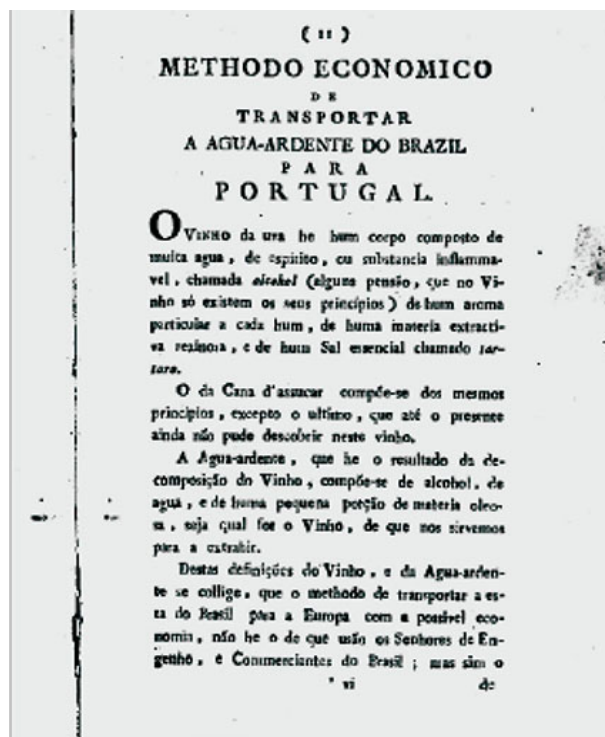 ( 11 )
METHODO ECONOMICO
DE
TRANSPORTAR
A AGUA-ARDENTE DO BRAZIL
PARA
PORTUGAL.
O VINHO da uva he hum corpo composto de
muita agua, de espirito, ou substancia inflamma-
vel, chamada alcohol (alguns pensão, que no Vi-
nho só existem os seus principios) de hum aroma
particular a cada hum, de huma materia extracti-
va rezinosa, e de hum Sal essencial chamado tar-
taro.
O da Cana d'assucar compõe-se dos mesmos
principios, excepto o ultimo, que até o presente
ainda não pude descobrir neste vinho.
A Agua-ardente, que he o resultado da de-
composição do Vinho, compõe-se de alcohol, de
agua, e de huma pequena porção de materia oleo-
sa, seja qual for o Vinho, de que nos sirvemos
para a extrahir.
Destas definições do Vinho, e da Agua-arden-
te se collige, que o methodo de transportar a es-
ta do Brasil para a Europa com a possivel eco-
nomia, não he o de que usão os Senhores de En-
genho, e Commerciantes do Brasil; mas sim o
vi de